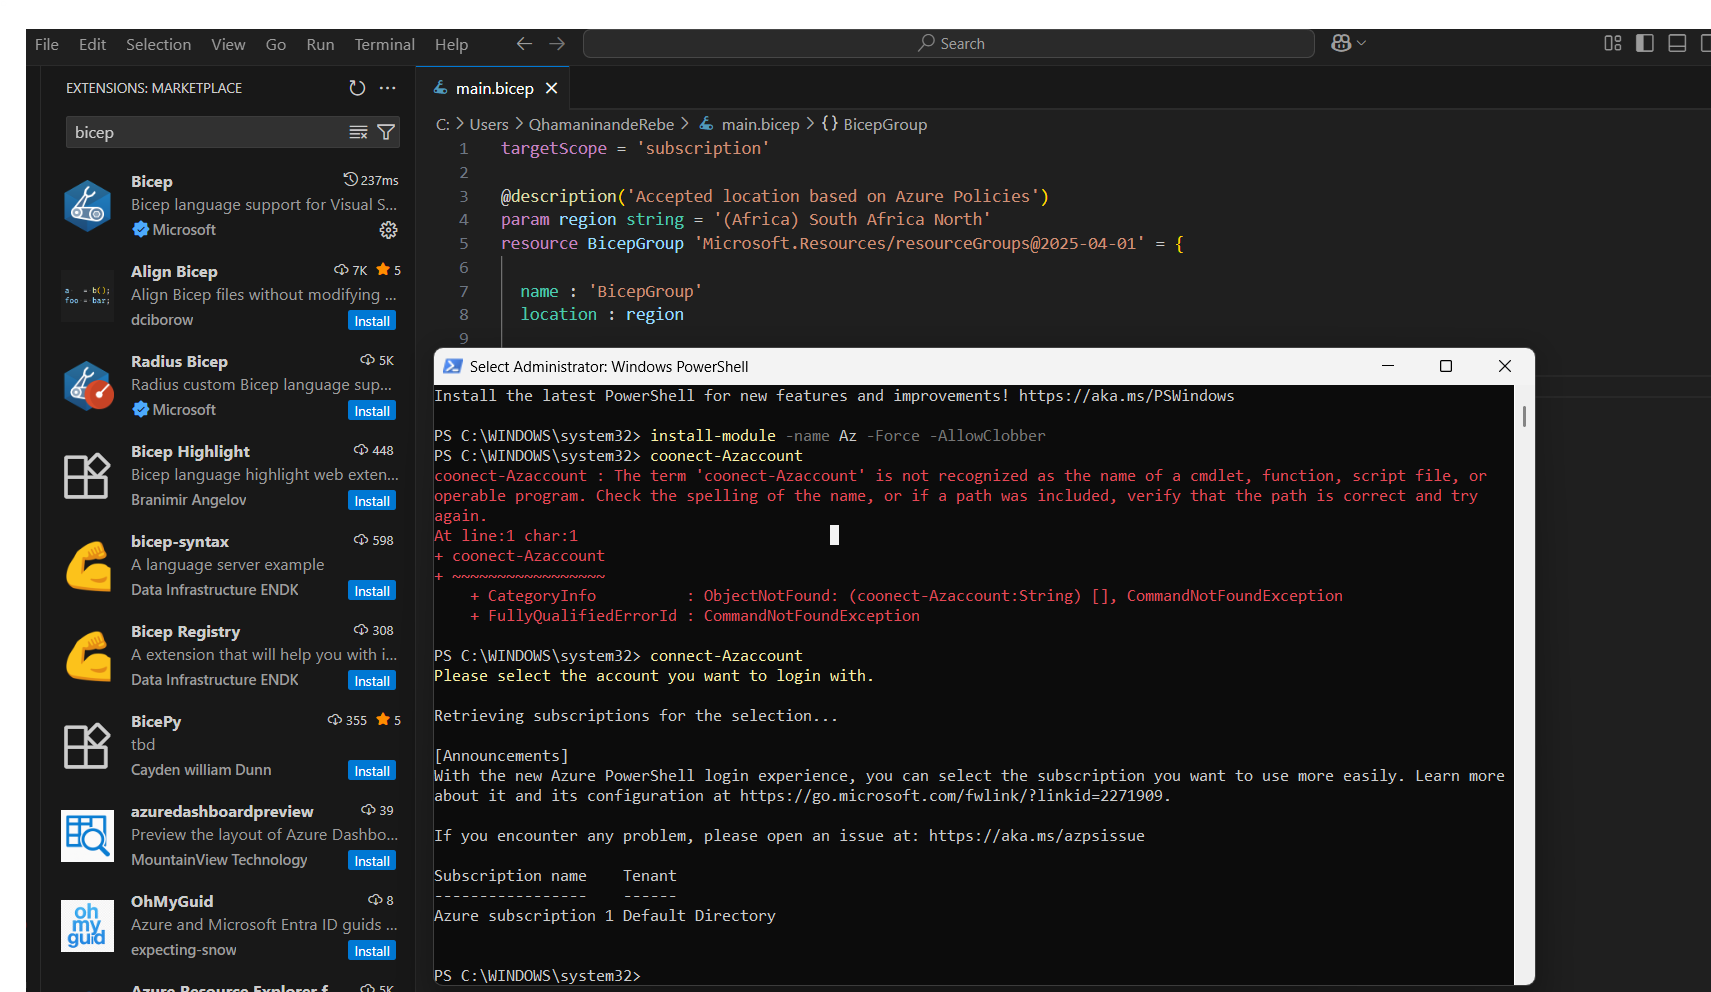 File Edit Selection View Go Run Terminal Help Search
EXTENSIONS: MARKETPLACE
bicep
Bicep 237ms
Bicep language support for Visual S...
Microsoft
Align Bicep 7K 5
a = b();
foo = bar;
Align Bicep files without modifying ...
dciborow Install
Radius Bicep 5K
Radius custom Bicep language sup...
Microsoft Install
Bicep Highlight 448
Bicep language highlight web exten...
Branimir Angelov Install
bicep-syntax 598
A language server example
Data Infrastructure ENDK Install
Bicep Registry 308
A extension that will help you with i...
Data Infrastructure ENDK Install
BicePy 355 5
tbd
Cayden william Dunn Install
azuredashboardpreview 39
Preview the layout of Azure Dashbo...
MountainView Technology Install
OhMyGuid 8
oh
my
guid
Azure and Microsoft Entra ID guids ...
expecting-snow Install
Azure Resource Explorer f 5K
main.bicep
C: > Users > QhamaninandeRebe > main.bicep > {} BicepGroup
1 targetScope = 'subscription'
2
3 @description('Accepted location based on Azure Policies')
4 param region string = '(Africa) South Africa North'
5 resource BicepGroup 'Microsoft.Resources/resourceGroups@2025-04-01' = {
6
7 name : 'BicepGroup'
8 location : region
9
Select Administrator: Windows PowerShell
Install the latest PowerShell for new features and improvements! https://aka.ms/PSWindows
PS C:\WINDOWS\system32> install-module -name Az -Force -AllowClobber
PS C:\WINDOWS\system32> coonect-Azaccount
coonect-Azaccount : The term 'coonect-Azaccount' is not recognized as the name of a cmdlet, function, script file, or
operable program. Check the spelling of the name, or if a path was included, verify that the path is correct and try
again.
At line:1 char:1
+ coonect-Azaccount
+ ~~~~~~~~~~~~~~~~~
+ CategoryInfo : ObjectNotFound: (coonect-Azaccount:String) [], CommandNotFoundException
+ FullyQualifiedErrorId : CommandNotFoundException
PS C:\WINDOWS\system32> connect-Azaccount
Please select the account you want to login with.
Retrieving subscriptions for the selection...
[Announcements]
With the new Azure PowerShell login experience, you can select the subscription you want to use more easily. Learn more
about it and its configuration at https://go.microsoft.com/fwlink/?linkid=2271909.
If you encounter any problem, please open an issue at: https://aka.ms/azpsissue
Subscription name Tenant
----------------- ------
Azure subscription 1 Default Directory
PS C:\WINDOWS\system32>